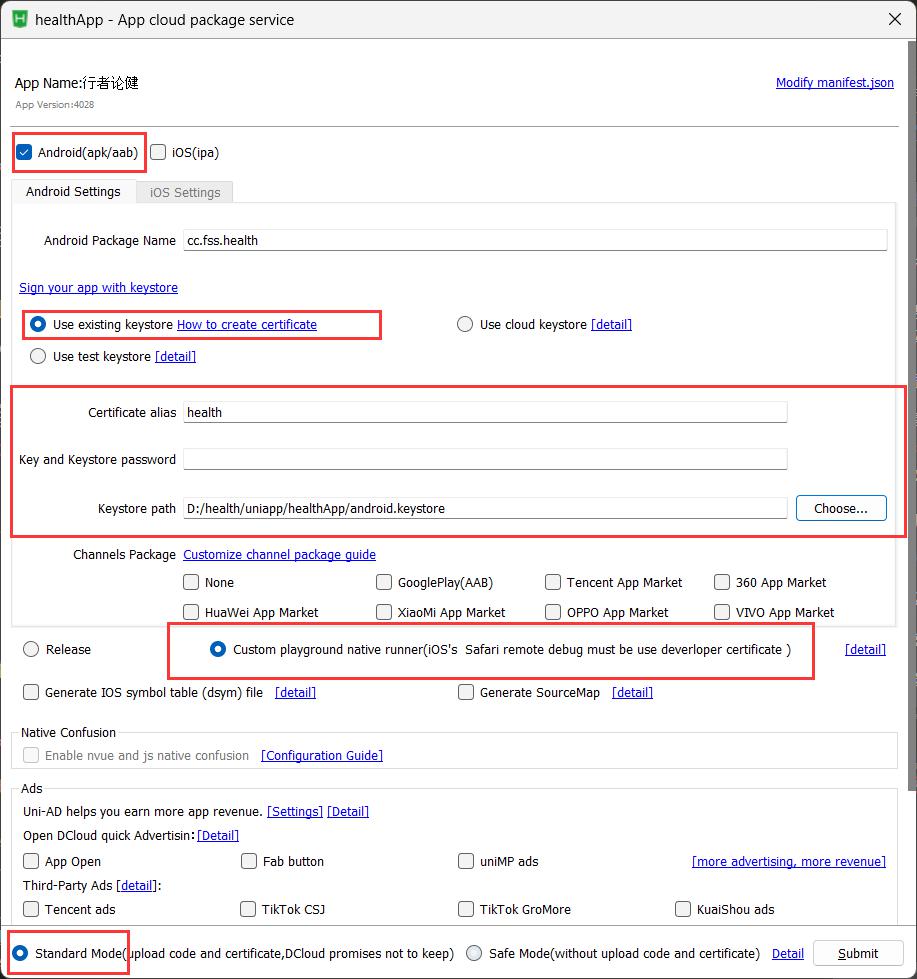 healthApp - App cloud package service
App Name:行者论健
Modify manifest.json
App Version:4028
Android(apk/aab) iOS(ipa)
Android Settings iOS Settings
Android Package Name cc.fss.health
Sign your app with keystore
Use existing keystore How to create certificate Use cloud keystore [detail]
Use test keystore [detail]
Certificate alias health
Key and Keystore password
Keystore path D:/health/uniapp/healthApp/android.keystore Choose...
Channels Package Customize channel package guide
None GooglePlay(AAB) Tencent App Market 360 App Market
HuaWei App Market XiaoMi App Market OPPO App Market VIVO App Market
Release Custom playground native runner(iOS's Safari remote debug must be use deverloper certificate ) [detail]
Generate IOS symbol table (dsym) file [detail] Generate SourceMap [detail]
Native Confusion
Enable nvue and js native confusion [Configuration Guide]
Ads
Uni-AD helps you earn more app revenue. [Settings] [Detail]
Open DCloud quick Advertisin: [Detail]
App Open Fab button uniMP ads [more advertising, more revenue]
Third-Party Ads [detail]:
Tencent ads TikTok CSJ TikTok GroMore KuaiShou ads
Standard Mode(upload code and certificate,DCloud promises not to keep) Safe Mode(without upload code and certificate) Detail Submit